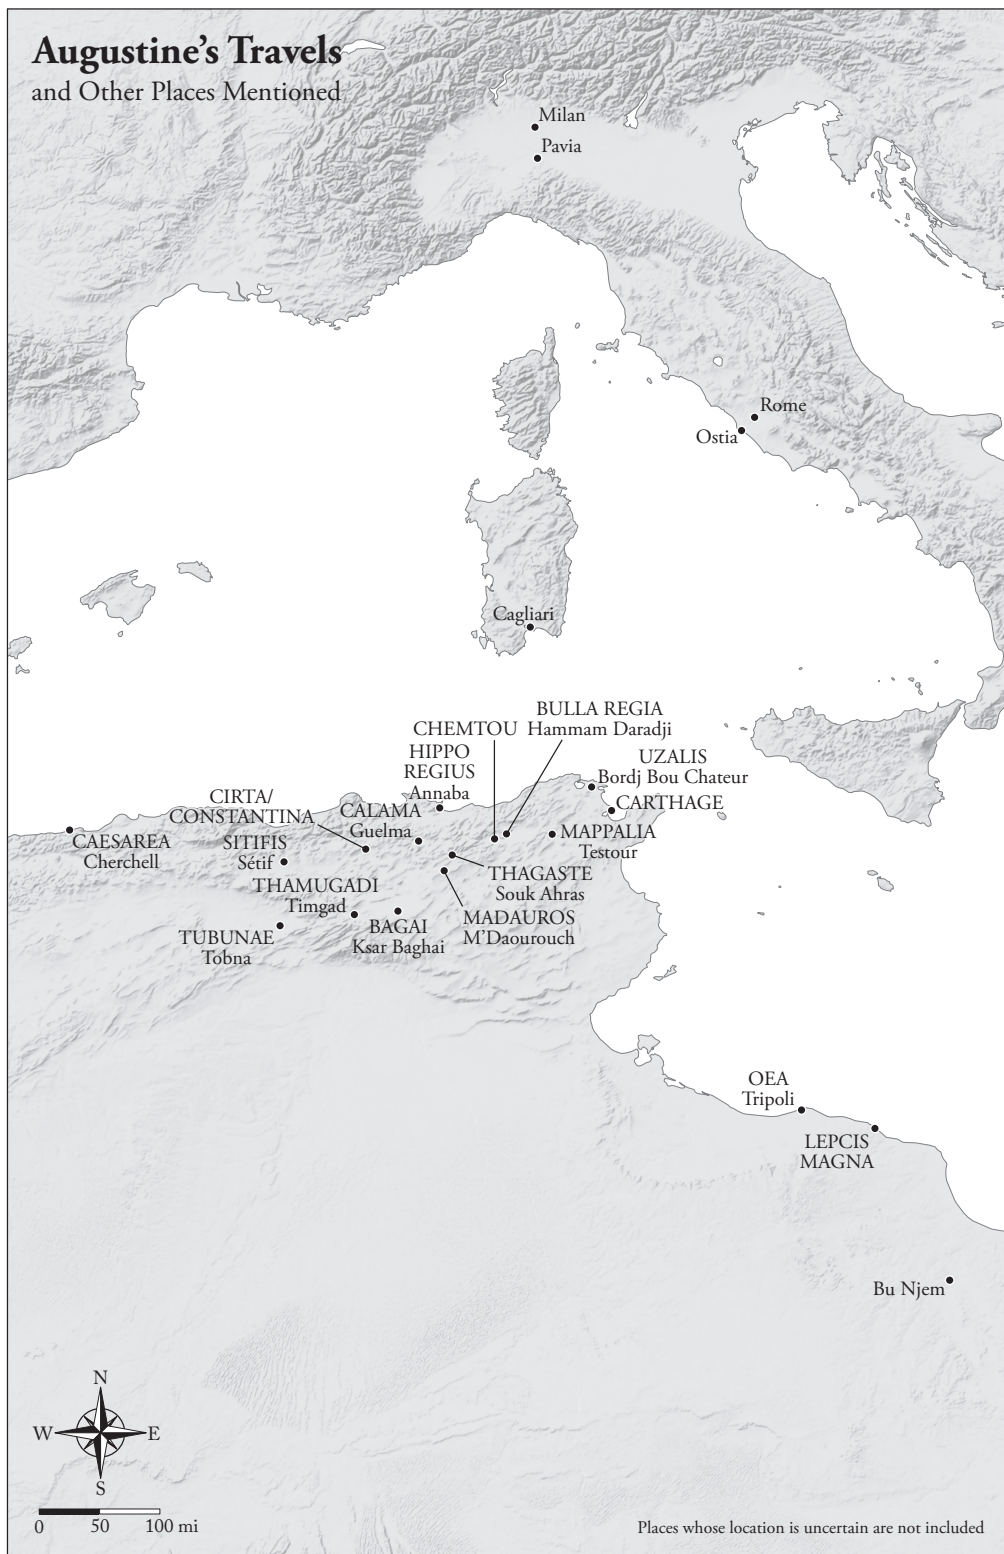 Augustine's Travels
and Other Places Mentioned
Milan
Pavia
Rome
Ostia
Cagliari
BULLA REGIA
Hammam Daradji
CHEMTOU
HIPPO
REGIUS
Annaba
UZALIS
Bordj Bou Chateur
CARTHAGE
CIRTA/
CONSTANTINA
CALAMA
Guelma
MAPPALIA
Testour
CAESAREA
Cherchell
SITIFIS
Sétif
THAGASTE
Souk Ahras
THAMUGADI
Timgad
MADAUROS
M'Daourouch
BAGAI
Ksar Baghai
TUBUNAE
Tobna
OEA
Tripoli
LEPCIS
MAGNA
Bu Njem
N
W E
S
0 50 100 mi
Places whose location is uncertain are not included